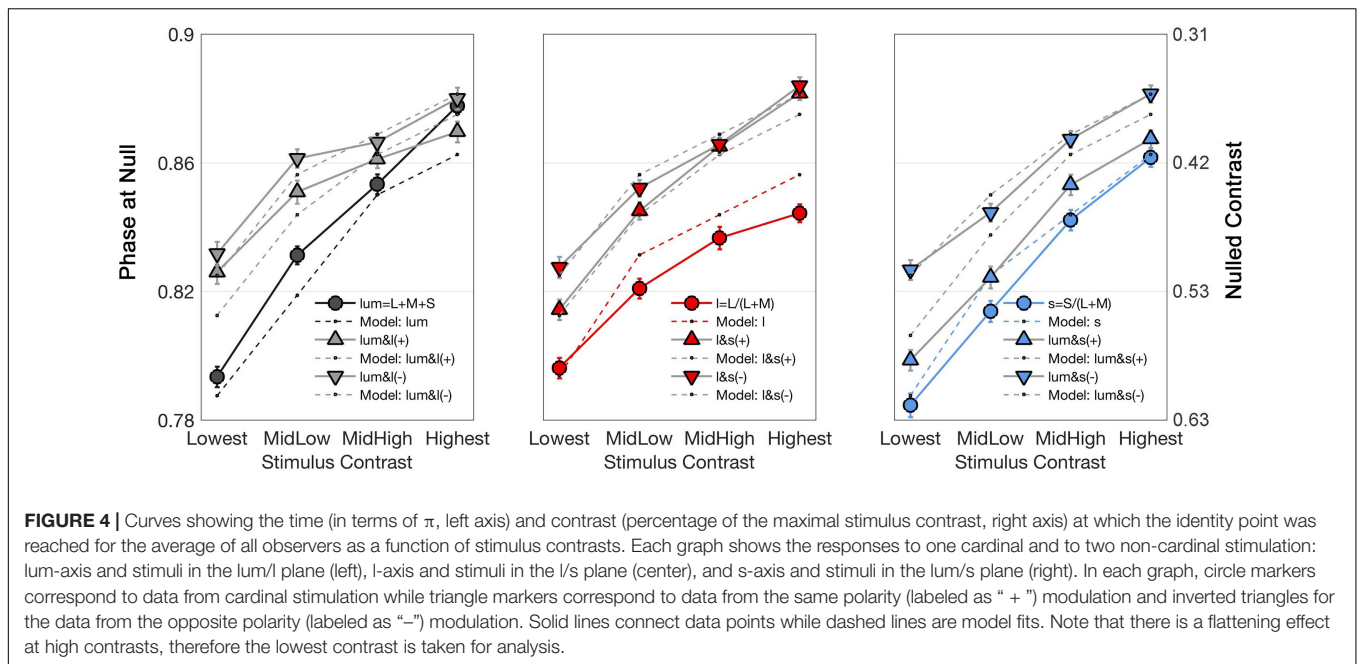 0.9
0.86
0.82
0.78
Phase at Null
lum=L+M+S
Model: lum
lum&l(+)
Model: lum&l(+)
lum&l(-)
Model: lum&l(-)
Lowest MidLow MidHigh Highest
Stimulus Contrast
l=L/(L+M)
Model: l
l&s(+)
Model: l&s(+)
l&s(-)
Model: l&s(-)
Lowest MidLow MidHigh Highest
Stimulus Contrast
s=S/(L+M)
Model: s
lum&s(+)
Model: lum&s(+)
lum&s(-)
Model: lum&s(-)
Lowest MidLow MidHigh Highest
Stimulus Contrast
0.31
0.42
0.53
0.63
Nulled Contrast
FIGURE 4 | Curves showing the time (in terms of π, left axis) and contrast (percentage of the maximal stimulus contrast, right axis) at which the identity point was
reached for the average of all observers as a function of stimulus contrasts. Each graph shows the responses to one cardinal and to two non-cardinal stimulation:
lum-axis and stimuli in the lum/l plane (left), l-axis and stimuli in the l/s plane (center), and s-axis and stimuli in the lum/s plane (right). In each graph, circle markers
correspond to data from cardinal stimulation while triangle markers correspond to data from the same polarity (labeled as “ + ”) modulation and inverted triangles for
the data from the opposite polarity (labeled as “–”) modulation. Solid lines connect data points while dashed lines are model fits. Note that there is a flattening effect
at high contrasts, therefore the lowest contrast is taken for analysis.